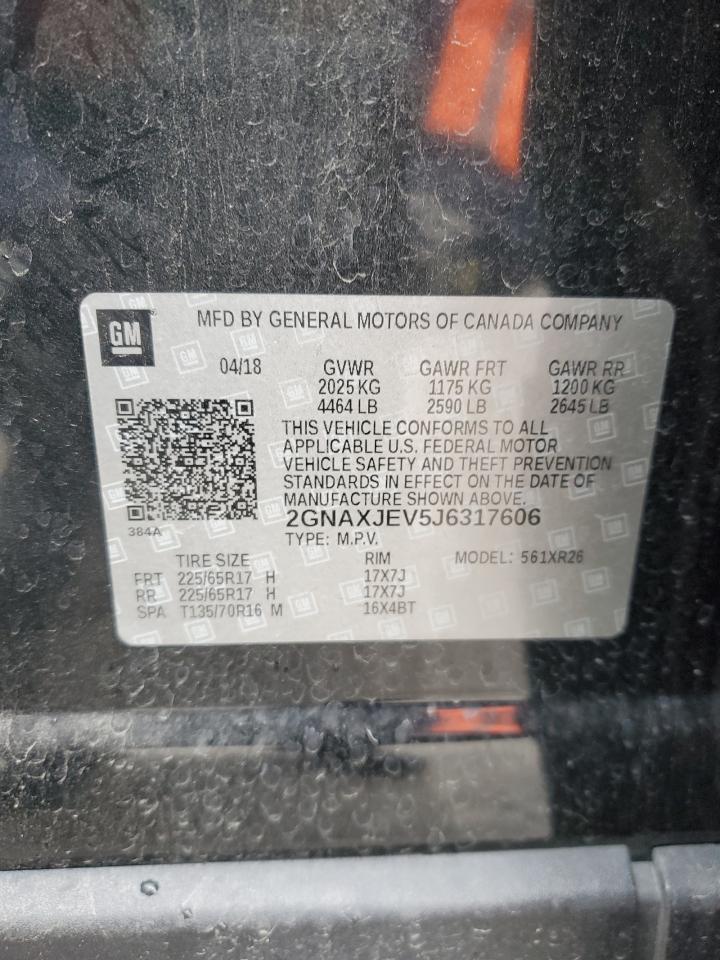 GM
MFD BY GENERAL MOTORS OF CANADA COMPANY
04/18 GVWR GAWR FRT GAWR RR
2025 KG 1175 KG 1200 KG
4464 LB 2590 LB 2645 LB
THIS VEHICLE CONFORMS TO ALL
APPLICABLE U.S. FEDERAL MOTOR
VEHICLE SAFETY AND THEFT PREVENTION
STANDARDS IN EFFECT ON THE DATE OF
MANUFACTURE SHOWN ABOVE.
2GNAXJEV5J6317606
384A
TYPE: M.P.V.
TIRE SIZE RIM MODEL: 561XR26
FRT 225/65R17 H 17X7J
RR 225/65R17 H 17X7J
SPA T135/70R16 M 16X4BT